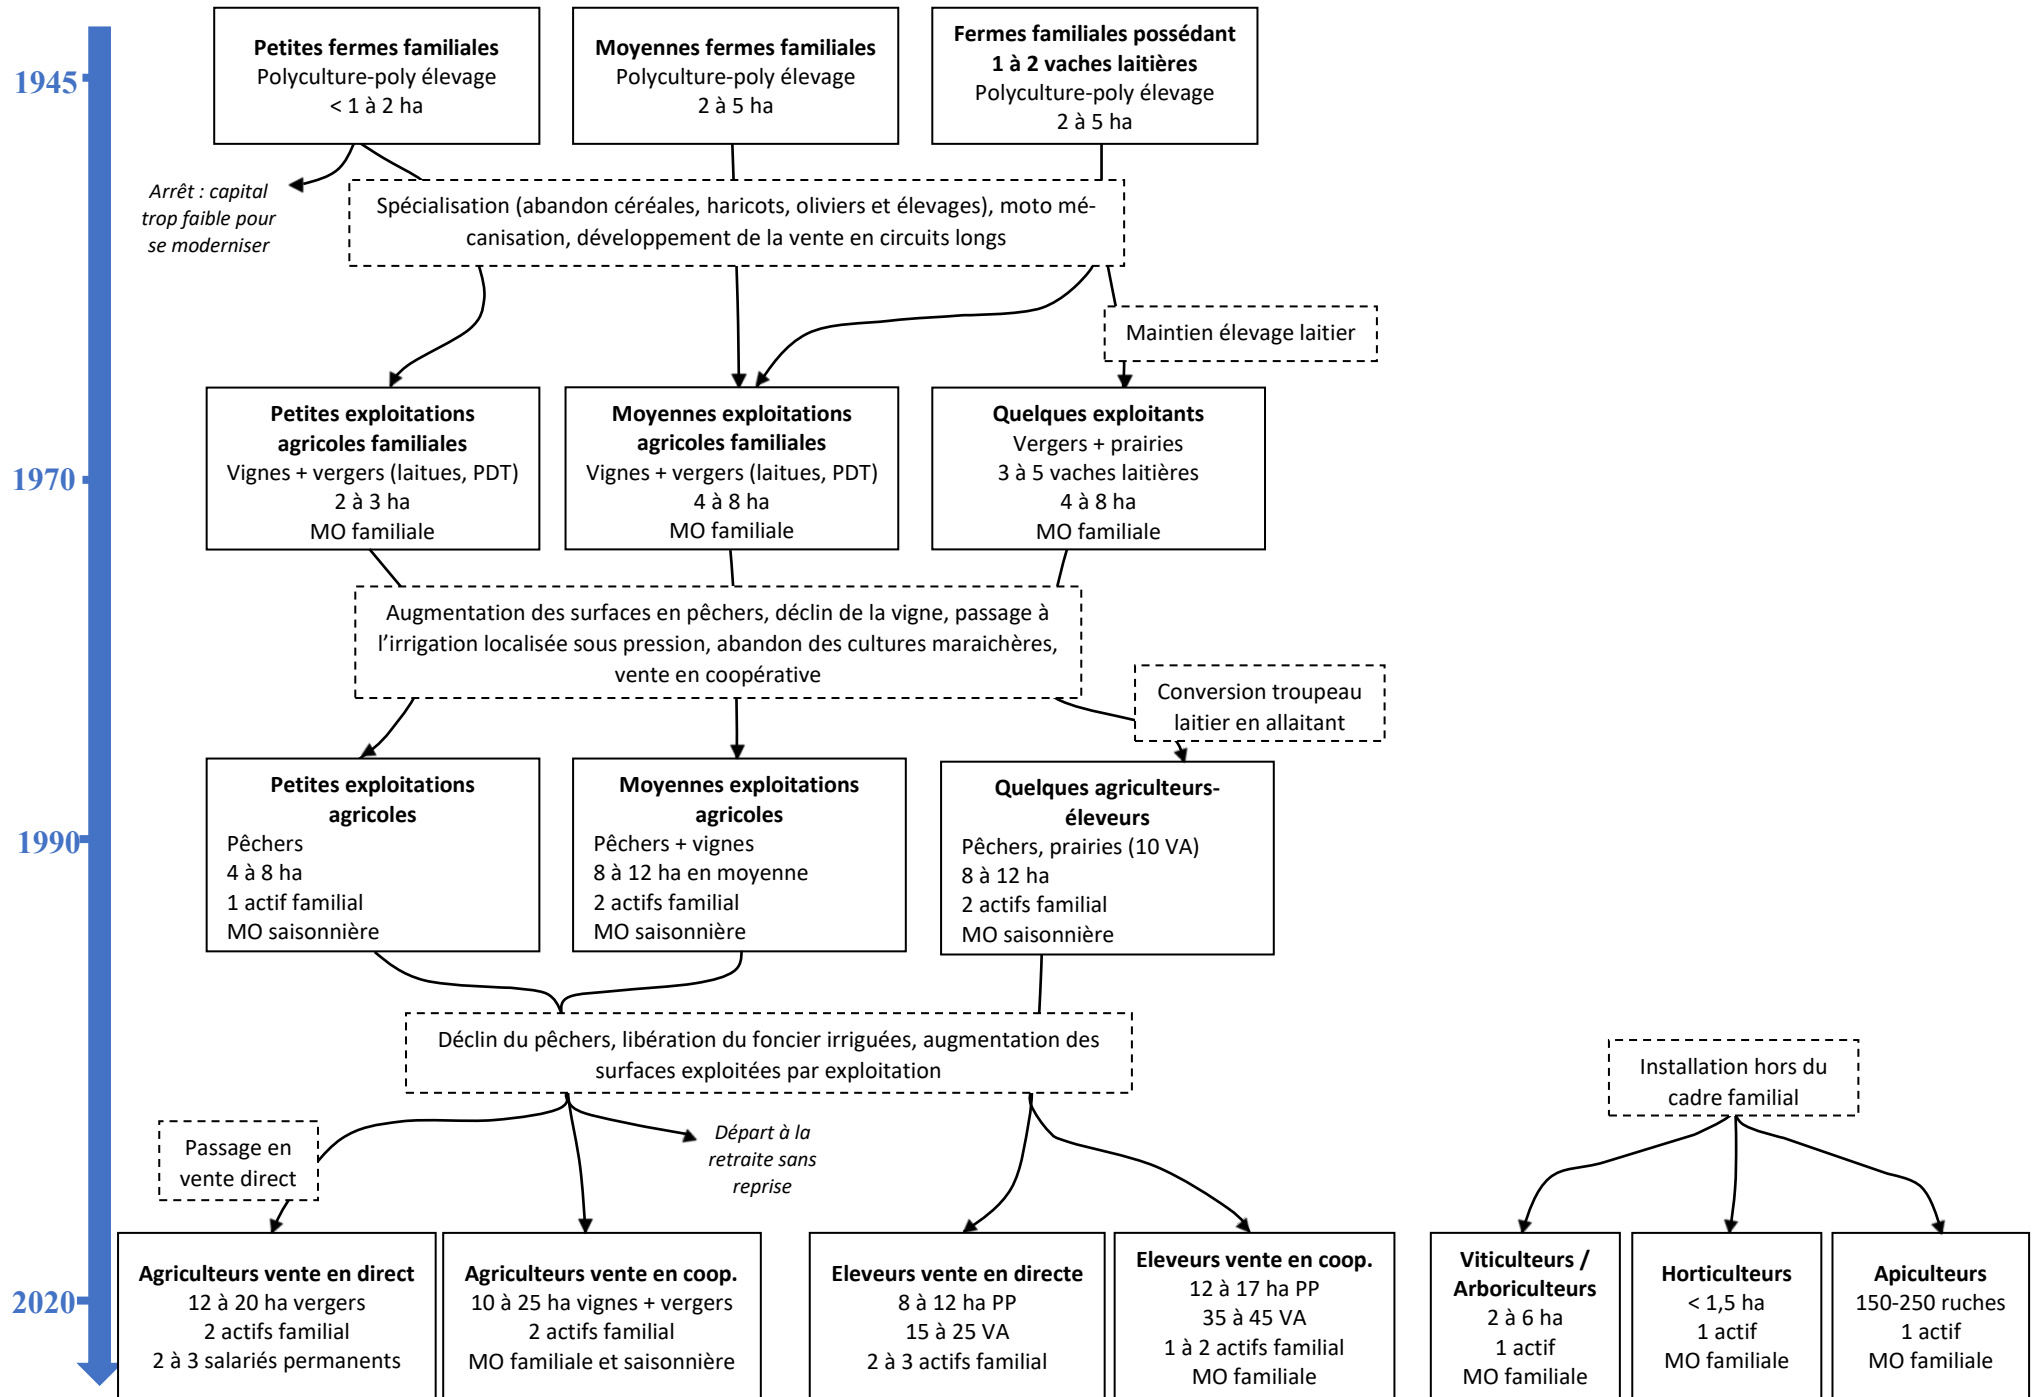 Petites fermes familiales
Polyculture-poly élevage
< 1 à 2 ha
Moyennes fermes familiales
Polyculture-poly élevage
2 à 5 ha
Fermes familiales possédant
1 à 2 vaches laitières
Polyculture-poly élevage
2 à 5 ha
1945
Arrêt : capital
trop faible pour
se moderniser
Spécialisation (abandon céréales, haricots, oliviers et élevages), moto mé-
canisation, développement de la vente en circuits longs
Maintien élevage laitier
1970
Petites exploitations
agricoles familiales
Vignes + vergers (laitues, PDT)
2 à 3 ha
MO familiale
Moyennes exploitations
agricoles familiales
Vignes + vergers (laitues, PDT)
4 à 8 ha
MO familiale
Quelques exploitants
Vergers + prairies
3 à 5 vaches laitières
4 à 8 ha
MO familiale
Augmentation des surfaces en pêchers, déclin de la vigne, passage à
l’irrigation localisée sous pression, abandon des cultures maraichères,
vente en coopérative
Conversion troupeau
laitier en allaitant
1990
Petites exploitations
agricoles
Pêchers
4 à 8 ha
1 actif familial
MO saisonnière
Moyennes exploitations
agricoles
Pêchers + vignes
8 à 12 ha en moyenne
2 actifs familial
MO saisonnière
Quelques agriculteurs-
éleveurs
Pêchers, prairies (10 VA)
8 à 12 ha
2 actifs familial
MO saisonnière
Déclin du pêchers, libération du foncier irriguées, augmentation des
surfaces exploitées par exploitation
Installation hors du
cadre familial
Passage en
vente direct
Départ à la
retraite sans
reprise
2020
Agriculteurs vente en direct
12 à 20 ha vergers
2 actifs familial
2 à 3 salariés permanents
Agriculteurs vente en coop.
10 à 25 ha vignes + vergers
2 actifs familial
MO familiale et saisonnière
Eleveurs vente en directe
8 à 12 ha PP
15 à 25 VA
2 à 3 actifs familial
Eleveurs vente en coop.
12 à 17 ha PP
35 à 45 VA
1 à 2 actifs familial
MO familiale
Viticulteurs /
Arboriculteurs
2 à 6 ha
1 actif
MO familiale
Horticulteurs
< 1,5 ha
1 actif
MO familiale
Apiculteurs
150-250 ruches
1 actif
MO familiale